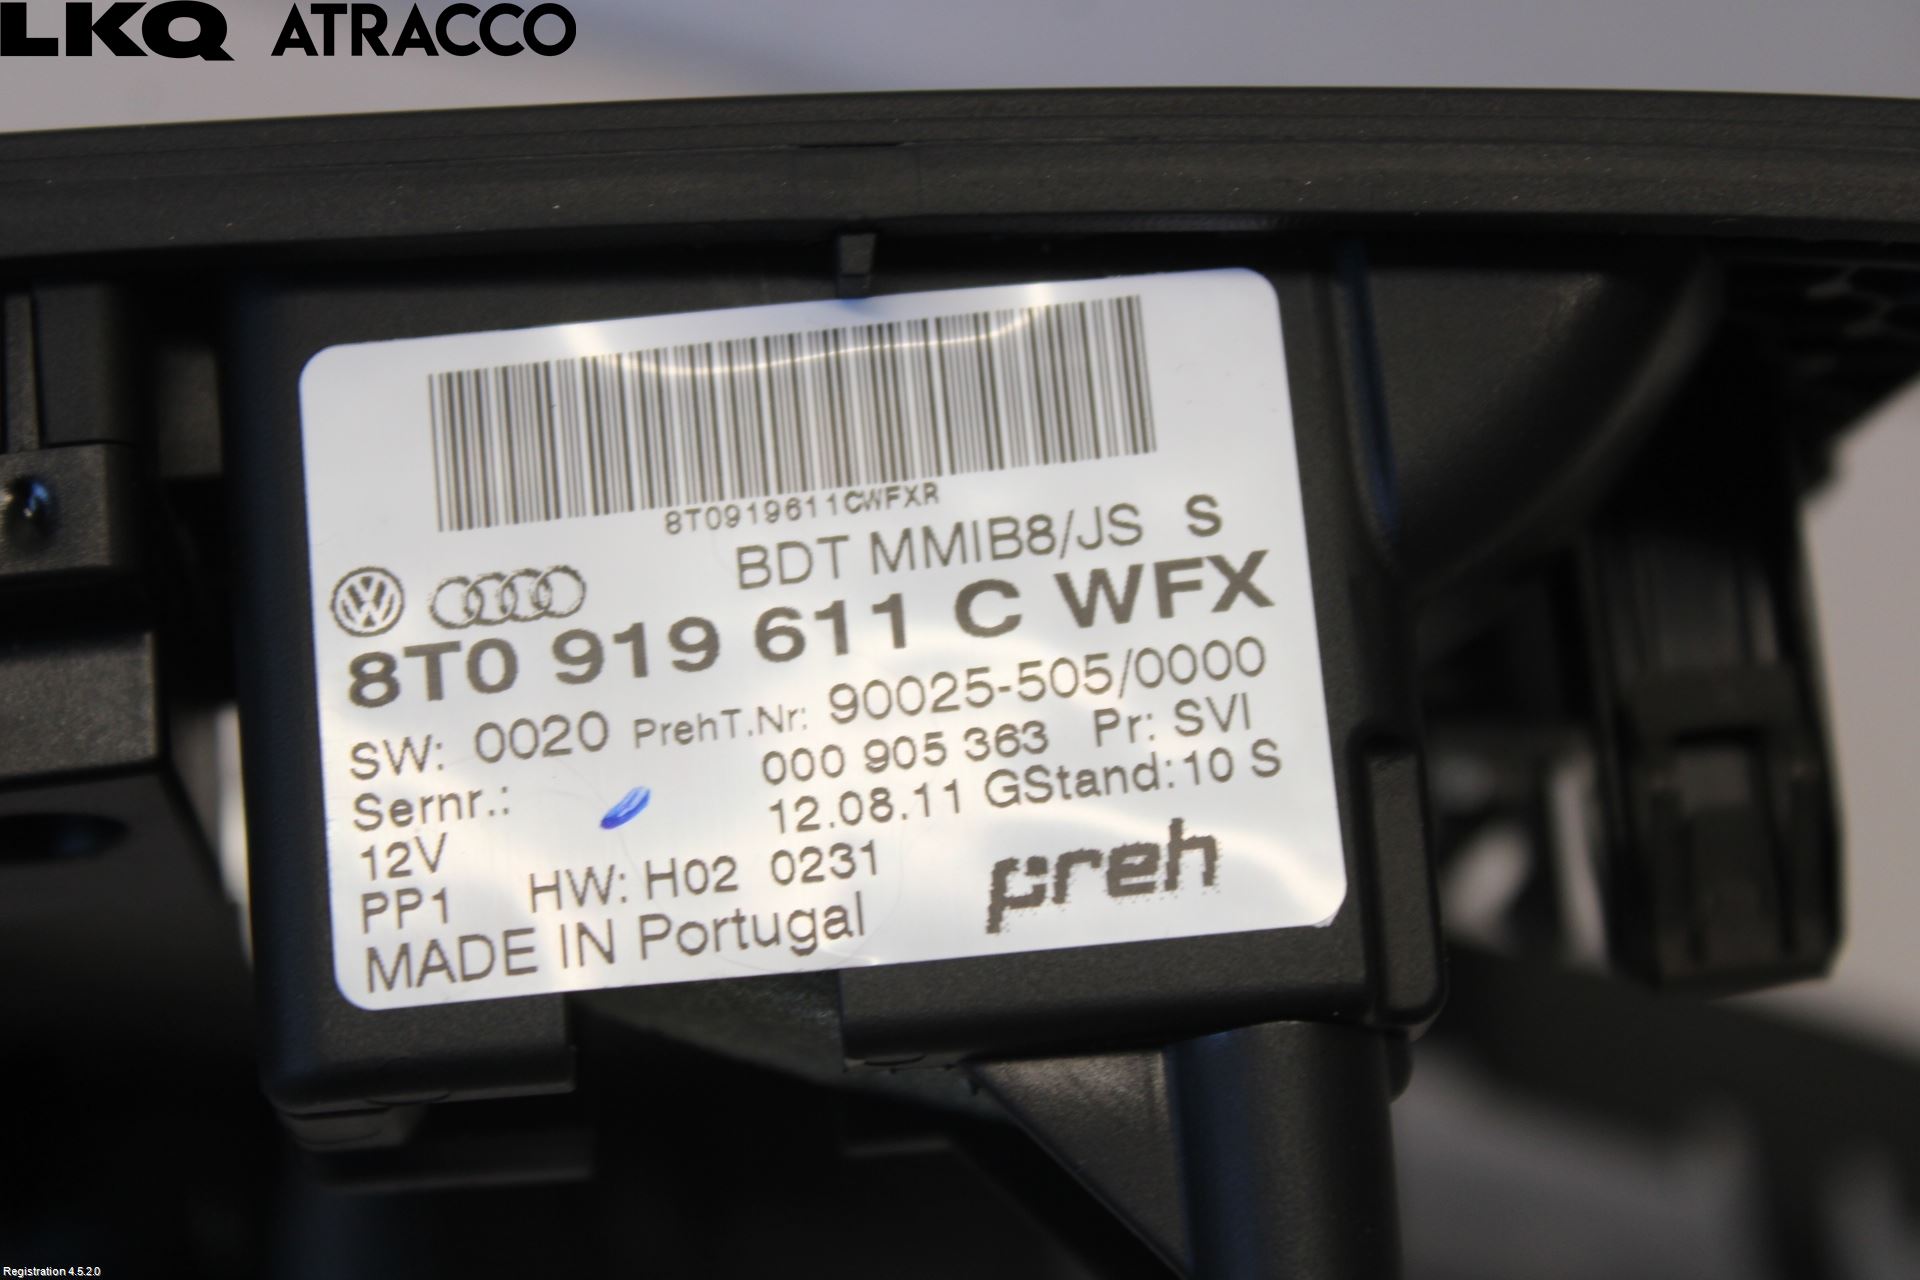 LKQ ATRACCO
8T0919611CWFXR
BDT MMIB8/JS S
8T0 919 611 C WFX
SW: 0020 PrehT.Nr: 90025-505/0000
Sernr.: 000 905 363 Pr: SVI
12V 12.08.11 GStand: 10 S
PP1 HW: H02 0231 preh
MADE IN Portugal
Registration 4.5.2.0